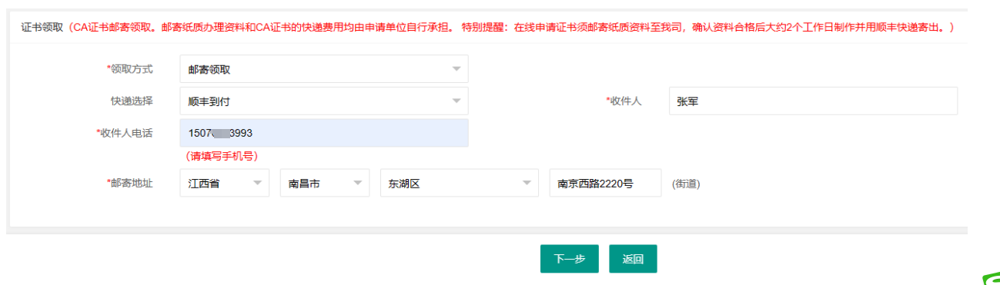 证书领取（CA证书邮寄领取。邮寄纸质办理资料和CA证书的快递费用均由申请单位自行承担。 特别提醒：在线申请证书须邮寄纸质资料至我司，确认资料合格后大约2个工作日制作并用顺丰快递寄出。）
*领取方式 邮寄领取
快递选择 顺丰到付 *收件人 张军
*收件人电话 1507 3993
（请填写手机号）
*邮寄地址 江西省 南昌市 东湖区 南京西路2220号 (街道)
下一步 返回